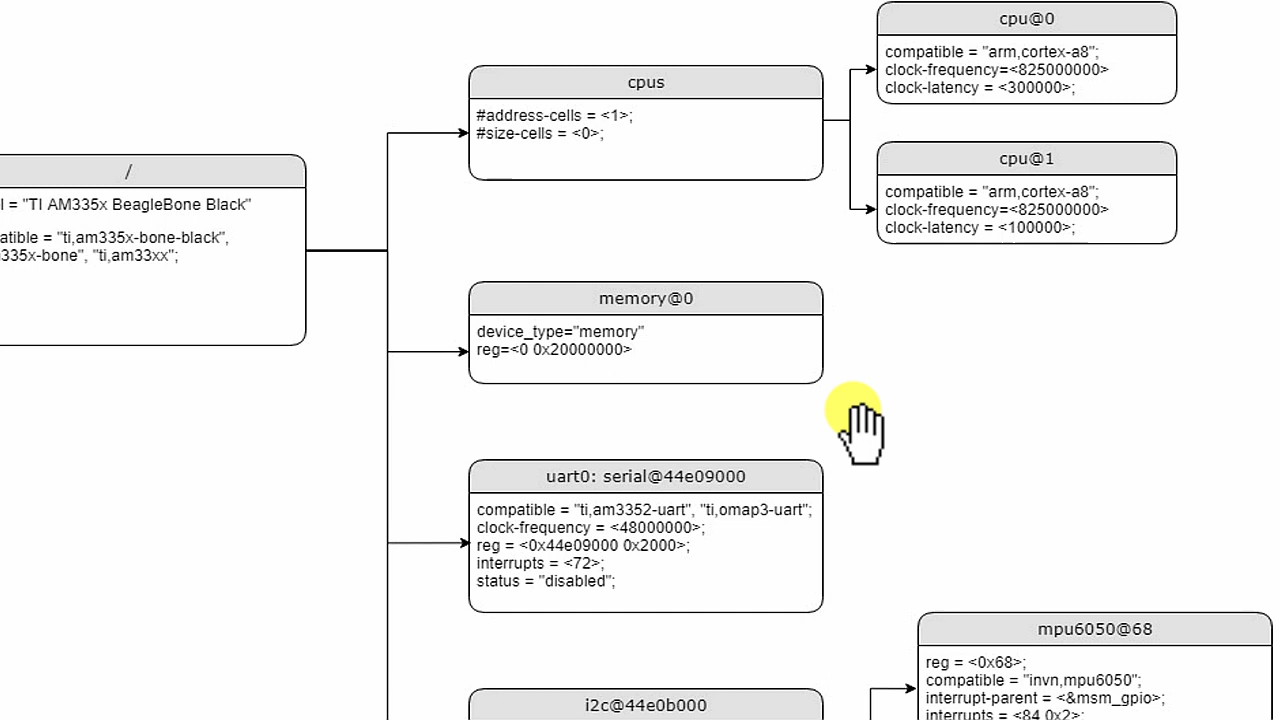 cpu@0
compatible = "arm,cortex-a8";
clock-frequency=<825000000>
clock-latency = <300000>;
cpus
#address-cells = <1>;
#size-cells = <0>;
cpu@1
compatible = "arm,cortex-a8";
clock-frequency=<825000000>
clock-latency = <100000>;
/
l = "TI AM335x BeagleBone Black"
atible = "ti,am335x-bone-black",
335x-bone", "ti,am33xx";
memory@0
device_type="memory"
reg=<0 0x20000000>
uart0: serial@44e09000
compatible = "ti,am3352-uart", "ti,omap3-uart";
clock-frequency = <48000000>;
reg = <0x44e09000 0x2000>;
interrupts = <72>;
status = "disabled";
mpu6050@68
reg = <0x68>;
compatible = "invn,mpu6050";
interrupt-parent = <&msm_gpio>;
interrupts = <84 0x2>;
i2c@44e0b000